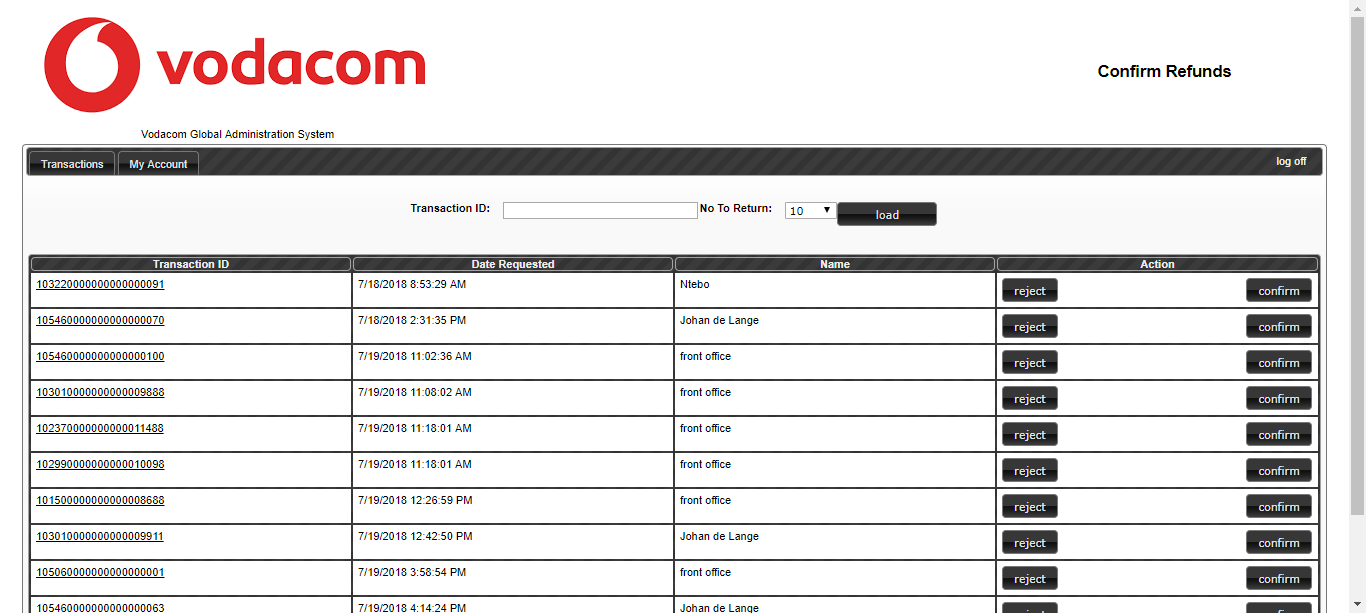 vodacom
Confirm Refunds
Vodacom Global Administration System
Transactions My Account log off
Transaction ID: No To Return: 10 load
Transaction ID Date Requested Name Action
103220000000000000091 7/18/2018 8:53:29 AM Ntebo reject confirm
105460000000000000070 7/18/2018 2:31:35 PM Johan de Lange reject confirm
105460000000000000100 7/19/2018 11:02:36 AM front office reject confirm
103010000000000009888 7/19/2018 11:08:02 AM front office reject confirm
102370000000000011488 7/19/2018 11:18:01 AM front office reject confirm
102990000000000010098 7/19/2018 11:18:01 AM front office reject confirm
101500000000000008688 7/19/2018 12:26:59 PM front office reject confirm
103010000000000009911 7/19/2018 12:42:50 PM Johan de Lange reject confirm
105060000000000000001 7/19/2018 3:58:54 PM front office reject confirm
105460000000000000063 7/19/2018 4:14:24 PM Johan de Lange